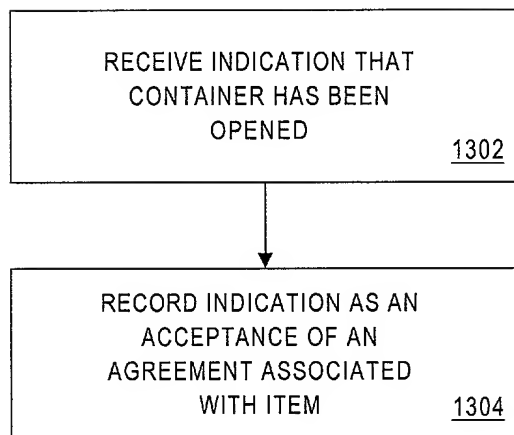 RECEIVE INDICATION THAT
CONTAINER HAS BEEN
OPENED
1302
RECORD INDICATION AS AN
ACCEPTANCE OF AN
AGREEMENT ASSOCIATED
WITH ITEM
1304